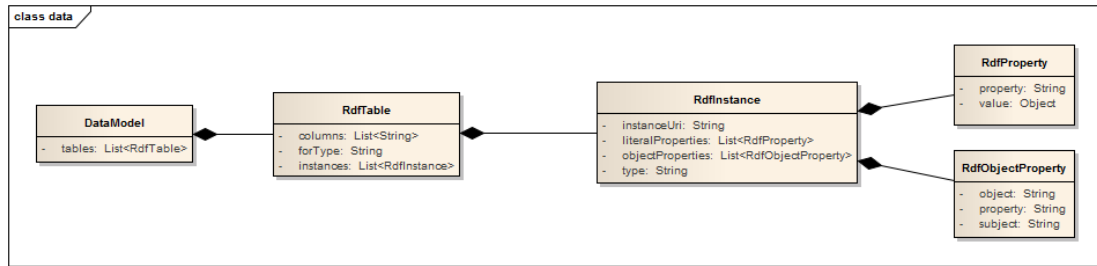 class data
DataModel
- tables: List<RdfTable>
RdfTable
- columns: List<String>
- forType: String
- instances: List<RdfInstance>
RdfInstance
- instanceUri: String
- literalProperties: List<RdfProperty>
- objectProperties: List<RdfObjectProperty>
- type: String
RdfProperty
- property: String
- value: Object
RdfObjectProperty
- object: String
- property: String
- subject: String